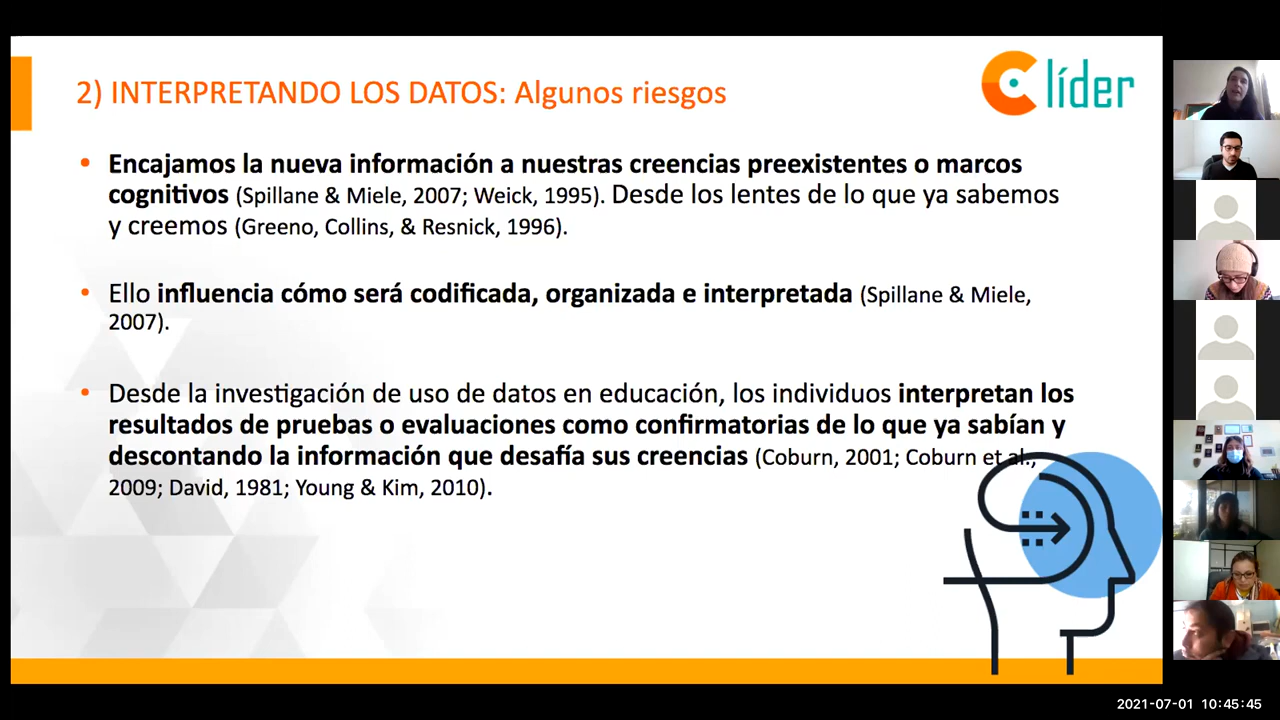 2) INTERPRETANDO LOS DATOS: Algunos riesgos
C líder
• Encajamos la nueva información a nuestras creencias preexistentes o marcos
cognitivos (Spillane & Miele, 2007; Weick, 1995). Desde los lentes de lo que ya sabemos
y creemos (Greeno, Collins, & Resnick, 1996).
• Ello influencia cómo será codificada, organizada e interpretada (Spillane & Miele,
2007).
• Desde la investigación de uso de datos en educación, los individuos interpretan los
resultados de pruebas o evaluaciones como confirmatorias de lo que ya sabían y
descontando la información que desafía sus creencias (Coburn, 2001; Coburn et al.,
2009; David, 1981; Young & Kim, 2010).
2021-07-01 10:45:45